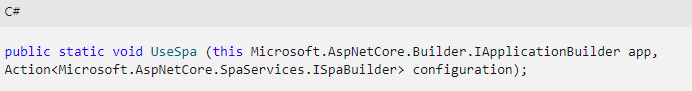 C#
public static void UseSpa (this Microsoft.AspNetCore.Builder.IApplicationBuilder app,
Action<Microsoft.AspNetCore.SpaServices.ISpaBuilder> configuration);